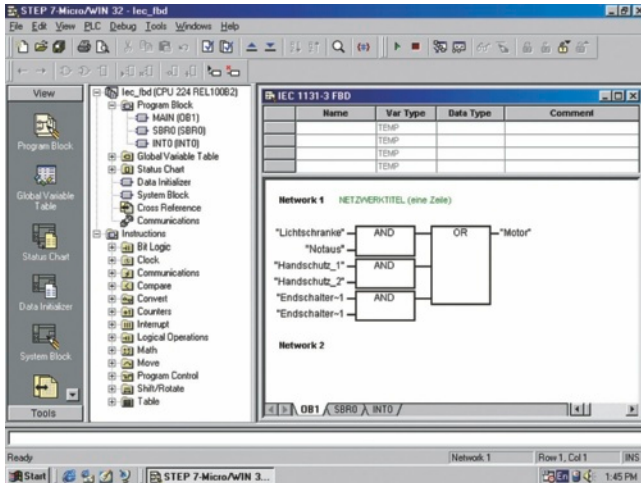 STEP 7-Micro/WIN 32 - Iec_fbd
File Edit View PLC Debug Tools Windows Help
View
Program Block
Global Variable
Table
Status Chart
Data Initializer
System Block
Tools
Iec_fbd (CPU 224 REL100B2)
Program Block
MAIN (OB1)
SBR0 (SBR0)
INT0 (INT0)
Global Variable Table
Status Chart
Data Initializer
System Block
Cross Reference
Communications
Instructions
Bit Logic
Clock
Communications
Compare
Convert
Counters
Interrupt
Logical Operations
Math
Move
Program Control
Shift/Rotate
Table
IEC 1131-3 FBD
Name Var Type Data Type Comment
TEMP
TEMP
TEMP
TEMP
Network 1 NETZWERKTITEL (eine Zeile)
"Lichtschranke" AND OR "Motor"
"Notaus"
"Handschutz_1" AND
"Handschutz_2"
"Endschalter~1 AND
"Endschalter~1
Network 2
OB1 SBR0 INT0
Ready Network 1 Row 1, Col 1 INS
Start STEP 7-Micro/WIN 3... En 1:45 PM